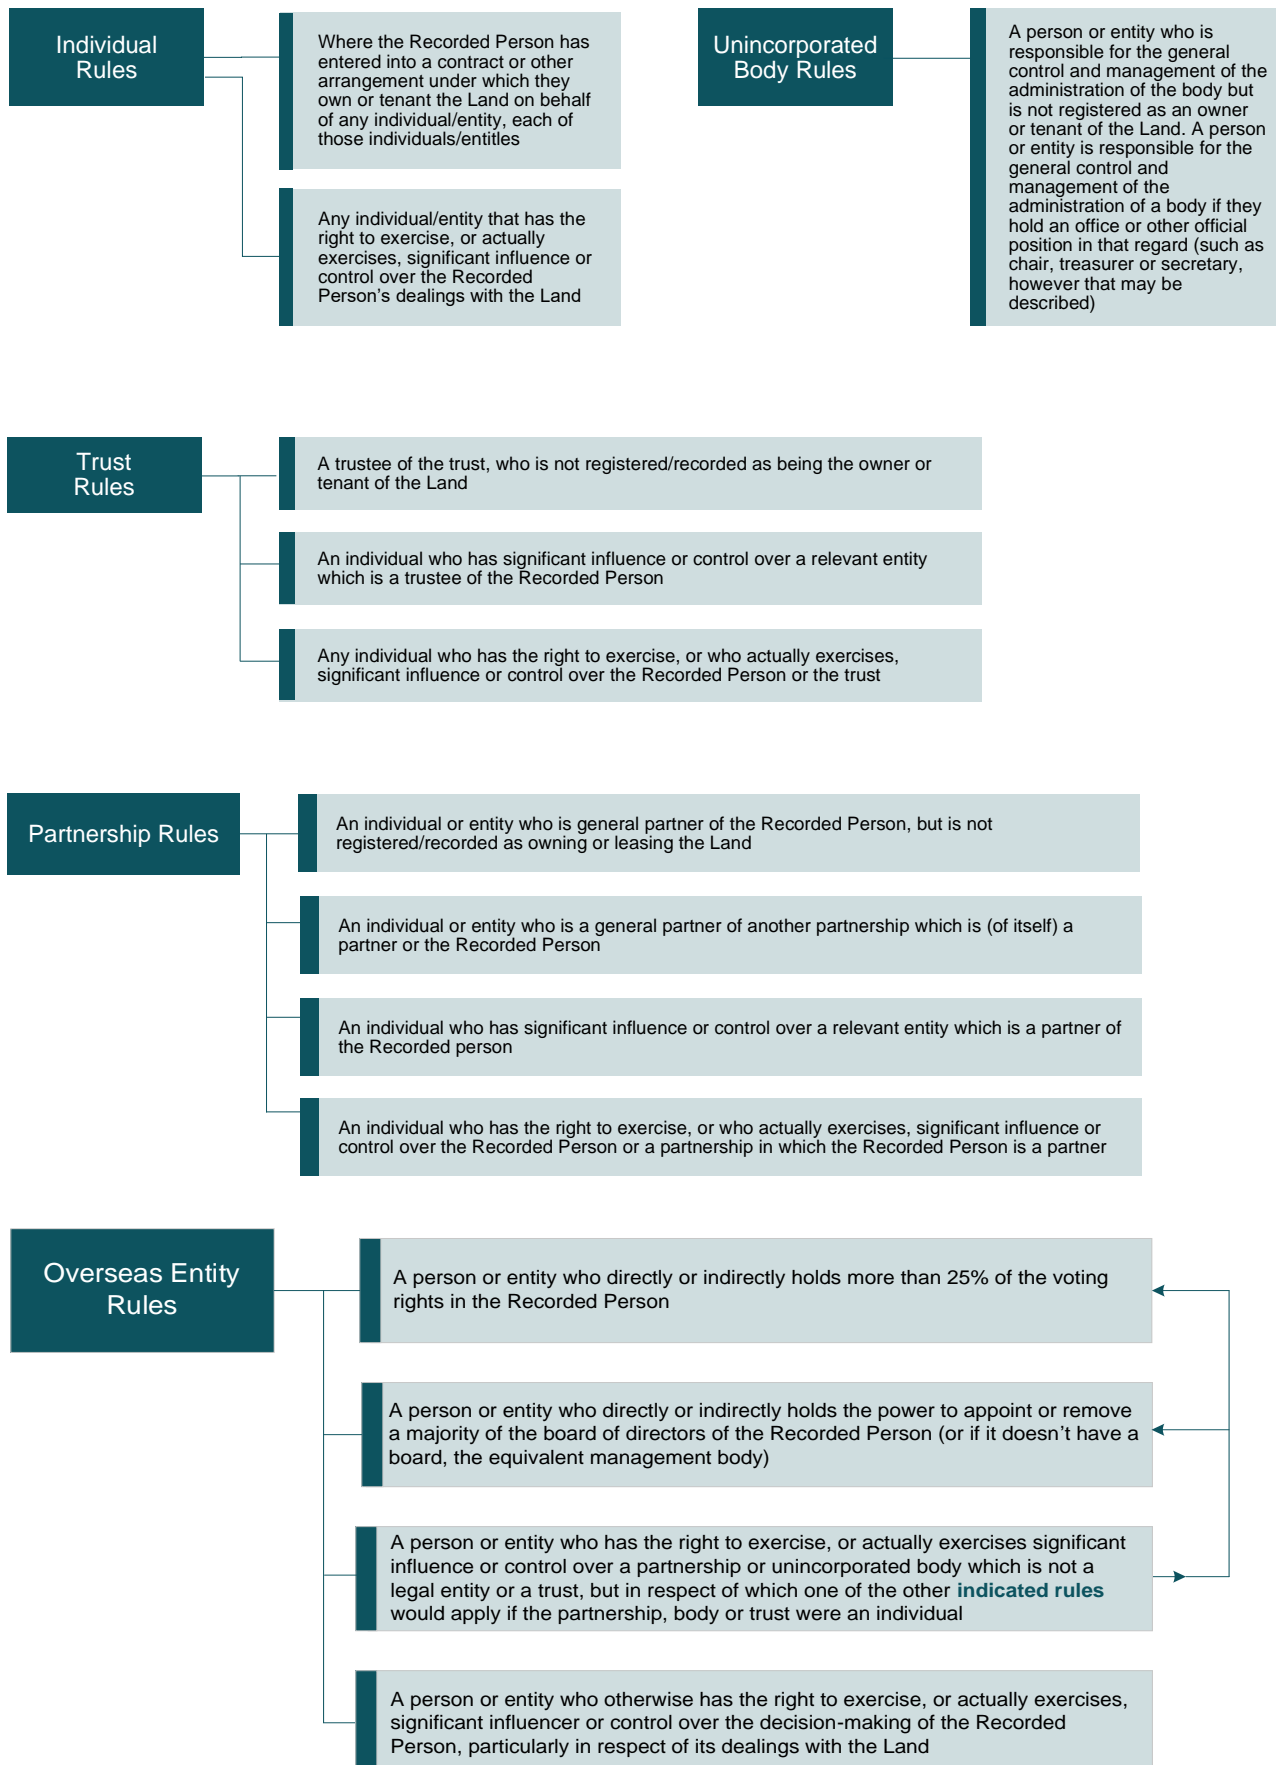 Individual
Rules
Where the Recorded Person has
entered into a contract or other
arrangement under which they
own or tenant the Land on behalf
of any individual/entity, each of
those individuals/entitles
Any individual/entity that has the
right to exercise, or actually
exercises, significant influence or
control over the Recorded
Person’s dealings with the Land
Unincorporated
Body Rules
A person or entity who is
responsible for the general
control and management of the
administration of the body but
is not registered as an owner
or tenant of the Land. A person
or entity is responsible for the
general control and
management of the
administration of a body if they
hold an office or other official
position in that regard (such as
chair, treasurer or secretary,
however that may be
described)
Trust
Rules
A trustee of the trust, who is not registered/recorded as being the owner or
tenant of the Land
An individual who has significant influence or control over a relevant entity
which is a trustee of the Recorded Person
Any individual who has the right to exercise, or who actually exercises,
significant influence or control over the Recorded Person or the trust
Partnership Rules
An individual or entity who is general partner of the Recorded Person, but is not
registered/recorded as owning or leasing the Land
An individual or entity who is a general partner of another partnership which is (of itself) a
partner or the Recorded Person
An individual who has significant influence or control over a relevant entity which is a partner of
the Recorded person
An individual who has the right to exercise, or who actually exercises, significant influence or
control over the Recorded Person or a partnership in which the Recorded Person is a partner
Overseas Entity
Rules
A person or entity who directly or indirectly holds more than 25% of the voting
rights in the Recorded Person
A person or entity who directly or indirectly holds the power to appoint or remove
a majority of the board of directors of the Recorded Person (or if it doesn’t have a
board, the equivalent management body)
A person or entity who has the right to exercise, or actually exercises significant
influence or control over a partnership or unincorporated body which is not a
legal entity or a trust, but in respect of which one of the other indicated rules
would apply if the partnership, body or trust were an individual
A person or entity who otherwise has the right to exercise, or actually exercises,
significant influencer or control over the decision-making of the Recorded
Person, particularly in respect of its dealings with the Land